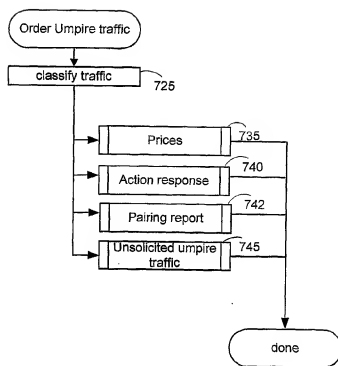 Order Umpire traffic
classify traffic
725
Prices
735
Action response
740
Pairing report
742
Unsolicited umpire
traffic
745
done